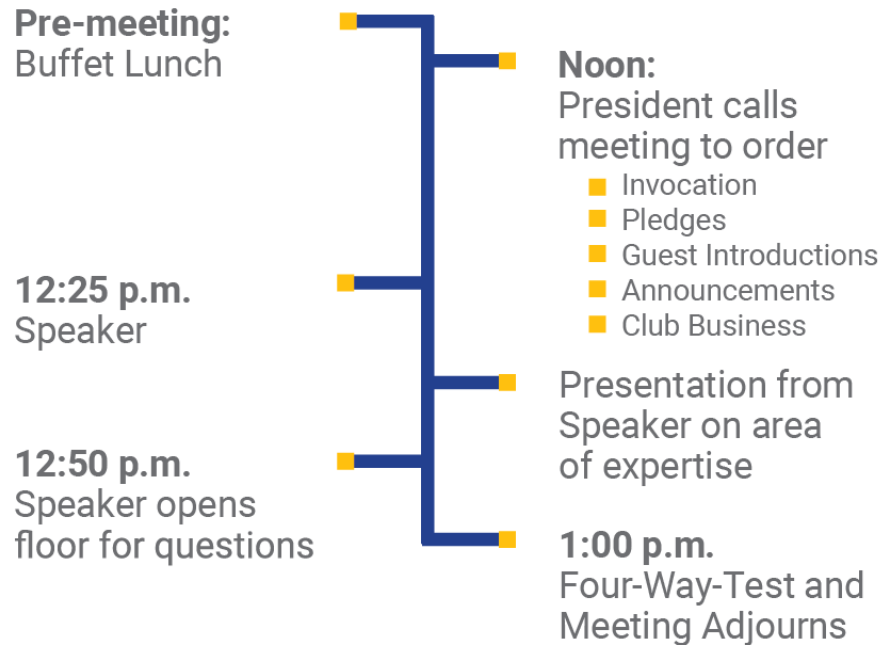 Pre-meeting:
Buffet Lunch
Noon:
President calls
meeting to order
Invocation
Pledges
Guest Introductions
Announcements
Club Business
12:25 p.m.
Speaker
Presentation from
Speaker on area
of expertise
12:50 p.m.
Speaker opens
floor for questions
1:00 p.m.
Four-Way-Test and
Meeting Adjourns